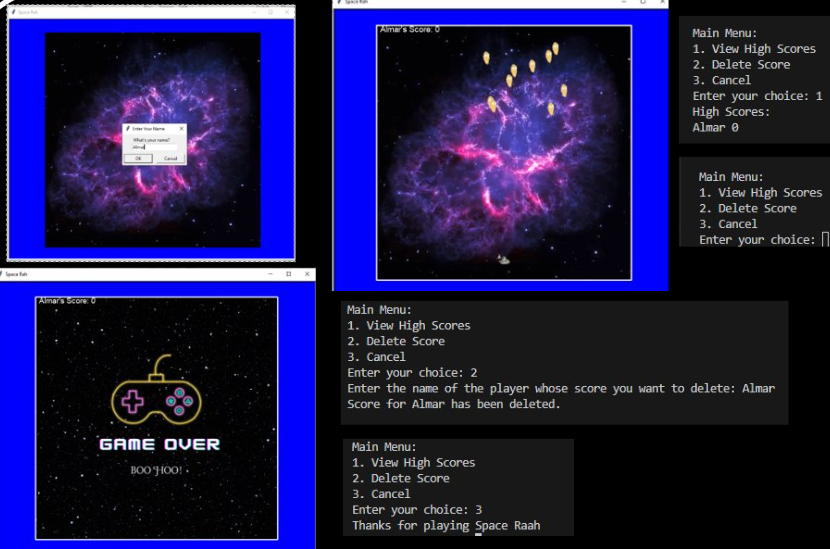 Space Raah
Enter Your Name
What's your name?
Almar
OK
Cancel
Space Raah
Almar's Score: 0
Main Menu:
1. View High Scores
2. Delete Score
3. Cancel
Enter your choice: 1
High Scores:
Almar 0
Main Menu:
1. View High Scores
2. Delete Score
3. Cancel
Enter your choice:
Space Raah
Almar's Score: 0
GAME OVER
BOO HOO!
Main Menu:
1. View High Scores
2. Delete Score
3. Cancel
Enter your choice: 2
Enter the name of the player whose score you want to delete: Almar
Score for Almar has been deleted.
Main Menu:
1. View High Scores
2. Delete Score
3. Cancel
Enter your choice: 3
Thanks for playing Space Raah